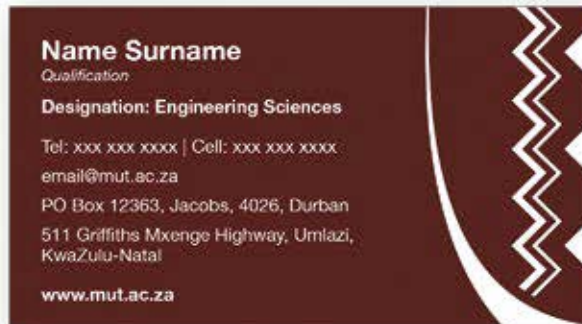 Name Surname
Qualification
Designation: Engineering Sciences
Tel: xxx xxx xxxx | Cell: xxx xxx xxxx
email@mut.ac.za
PO Box 12363, Jacobs, 4026, Durban
511 Griffiths Mxenge Highway, Umlazi,
KwaZulu-Natal
www.mut.ac.za